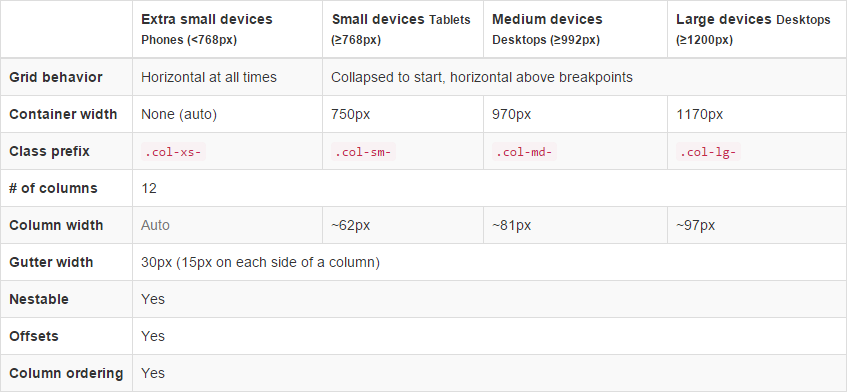 Extra small devices Small devices Tablets Medium devices Large devices Desktops
Phones (<768px) (≥768px) Desktops (≥992px) (≥1200px)
Grid behavior Horizontal at all times Collapsed to start, horizontal above breakpoints
Container width None (auto) 750px 970px 1170px
Class prefix .col-xs- .col-sm- .col-md- .col-lg-
# of columns 12
Column width Auto ~62px ~81px ~97px
Gutter width 30px (15px on each side of a column)
Nestable Yes
Offsets Yes
Column ordering Yes